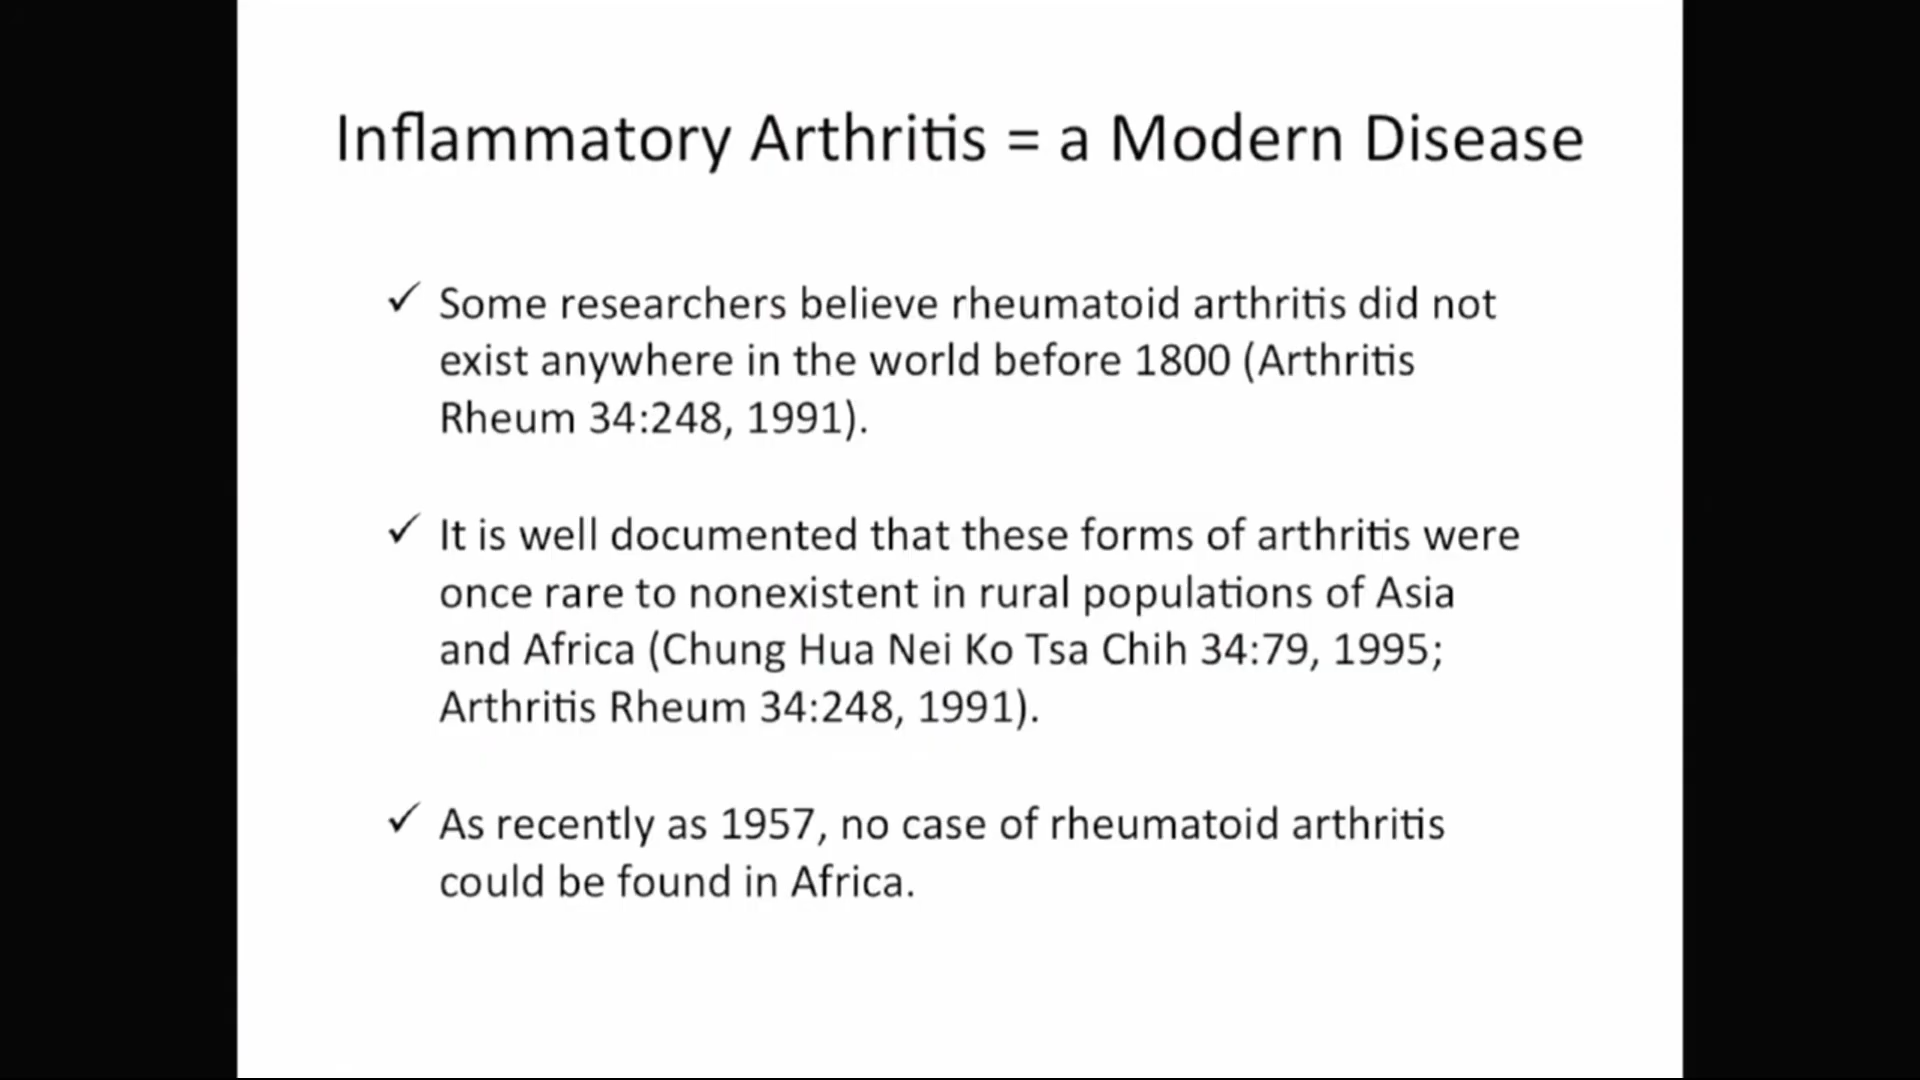 Inflammatory Arthritis = a Modern Disease
✓ Some researchers believe rheumatoid arthritis did not
exist anywhere in the world before 1800 (Arthritis
Rheum 34:248, 1991).
✓ It is well documented that these forms of arthritis were
once rare to nonexistent in rural populations of Asia
and Africa (Chung Hua Nei Ko Tsa Chih 34:79, 1995;
Arthritis Rheum 34:248, 1991).
✓ As recently as 1957, no case of rheumatoid arthritis
could be found in Africa.